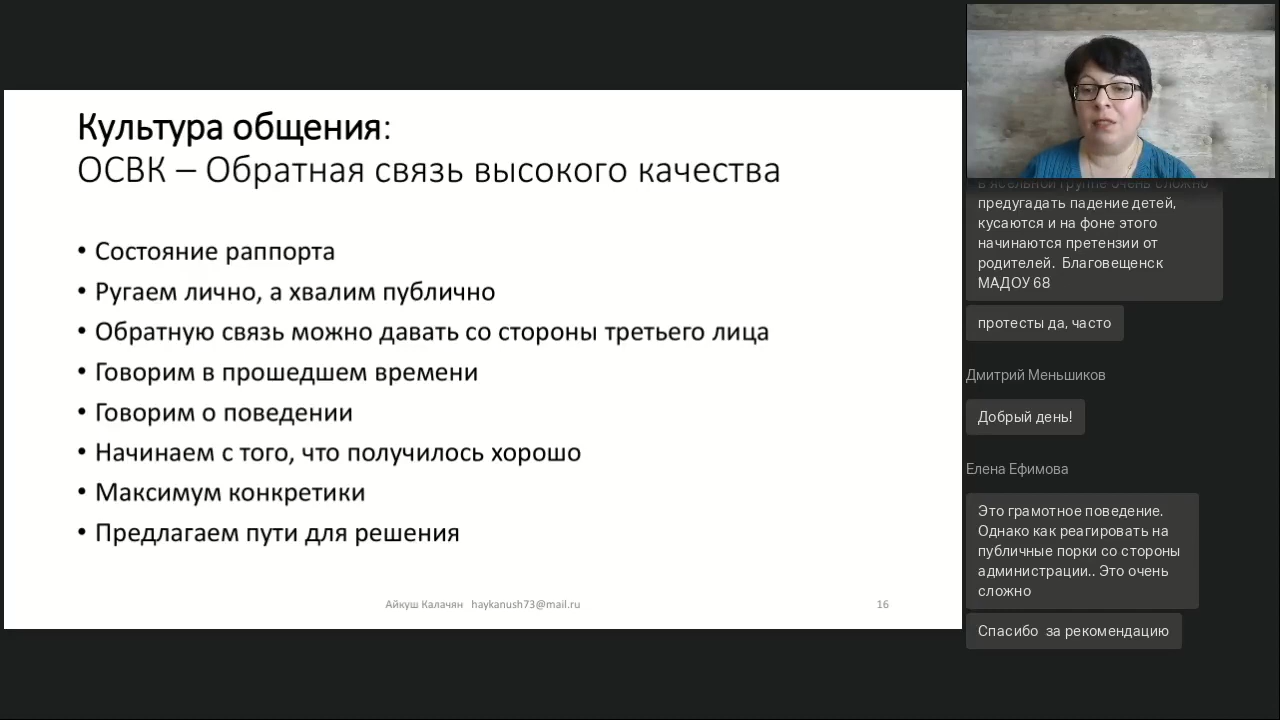 Культура общения:
ОСВК – Обратная связь высокого качества
• Состояние раппорта
• Ругаем лично, а хвалим публично
• Обратную связь можно давать со стороны третьего лица
• Говорим в прошедшем времени
• Говорим о поведении
• Начинаем с того, что получилось хорошо
• Максимум конкретики
• Предлагаем пути для решения
Айкуш Калачян haykanush73@mail.ru
16
в ясельной группе очень сложно
предугадать падение детей,
кусаются и на фоне этого
начинаются претензии от
родителей. Благовещенск
МАДОУ 68
протесты да, часто
Дмитрий Меньшиков
Добрый день!
Елена Ефимова
Это грамотное поведение.
Однако как реагировать на
публичные порки со стороны
администрации.. Это очень
сложно
Спасибо за рекомендацию